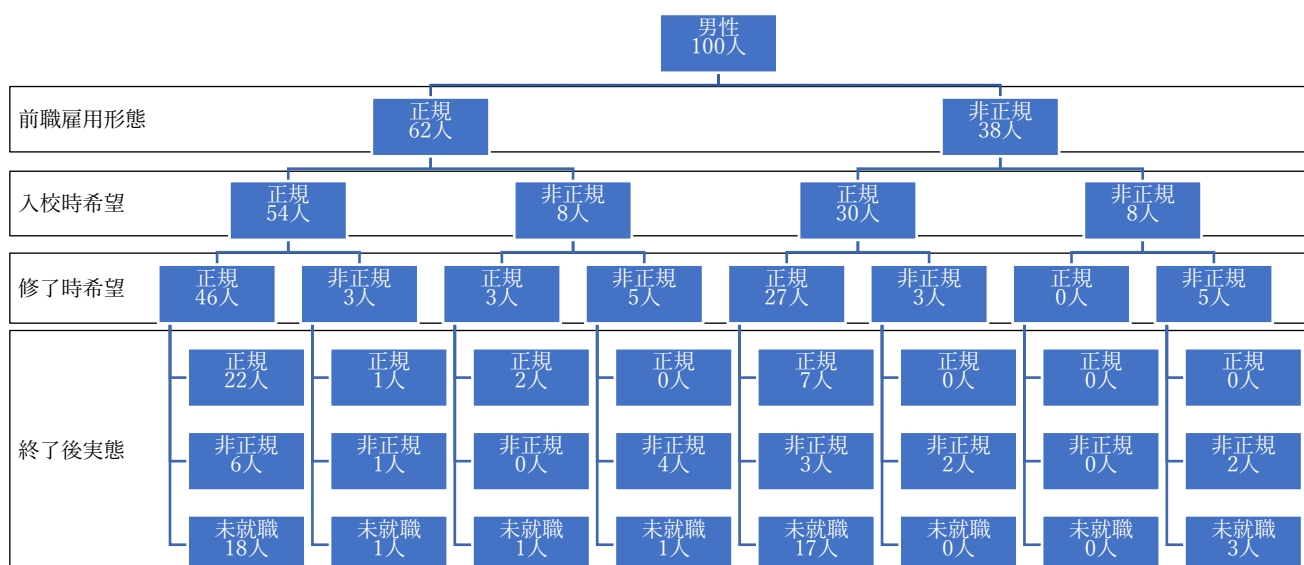 男性
100人
前職雇用形態
正規
62人
非正規
38人
入校時希望
正規
54人
非正規
8人
正規
30人
非正規
8人
修了時希望
正規
46人
非正規
3人
正規
3人
非正規
5人
正規
27人
非正規
3人
正規
0人
非正規
5人
終了後実態
正規
22人
正規
1人
正規
2人
正規
0人
正規
7人
正規
0人
正規
0人
正規
0人
非正規
6人
非正規
1人
非正規
0人
非正規
4人
非正規
3人
非正規
2人
非正規
0人
非正規
2人
未就職
18人
未就職
1人
未就職
1人
未就職
1人
未就職
17人
未就職
0人
未就職
0人
未就職
3人